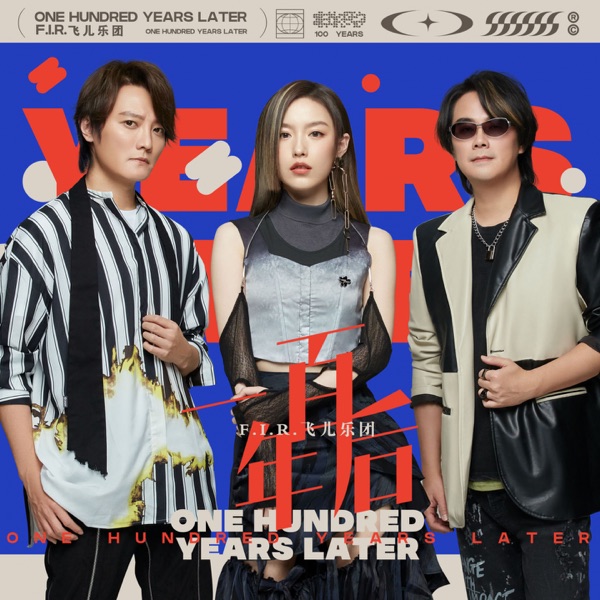 ONE HUNDRED YEARS LATER
F.I.R.飞儿乐团
ONE HUNDRED YEARS LATER
100 YEARS
®
©
YEARS
一百年后
F.I.R.飞儿乐团
ONE HUNDRED
YEARS LATER
ONE HUNDRED YEARS LATER